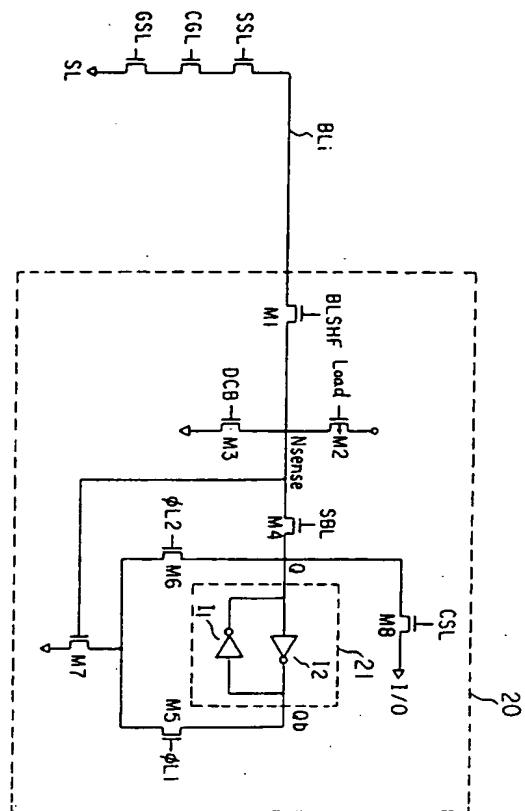 SSL
CGL
GSL
SL
BLi
BLSHF
M1
Load
M2
DCB
M3
Nsense
SBL
M4
Q
φL2
M6
M7
M5
φL1
I1
I2
21
Qb
CSL
M8
I/O
20